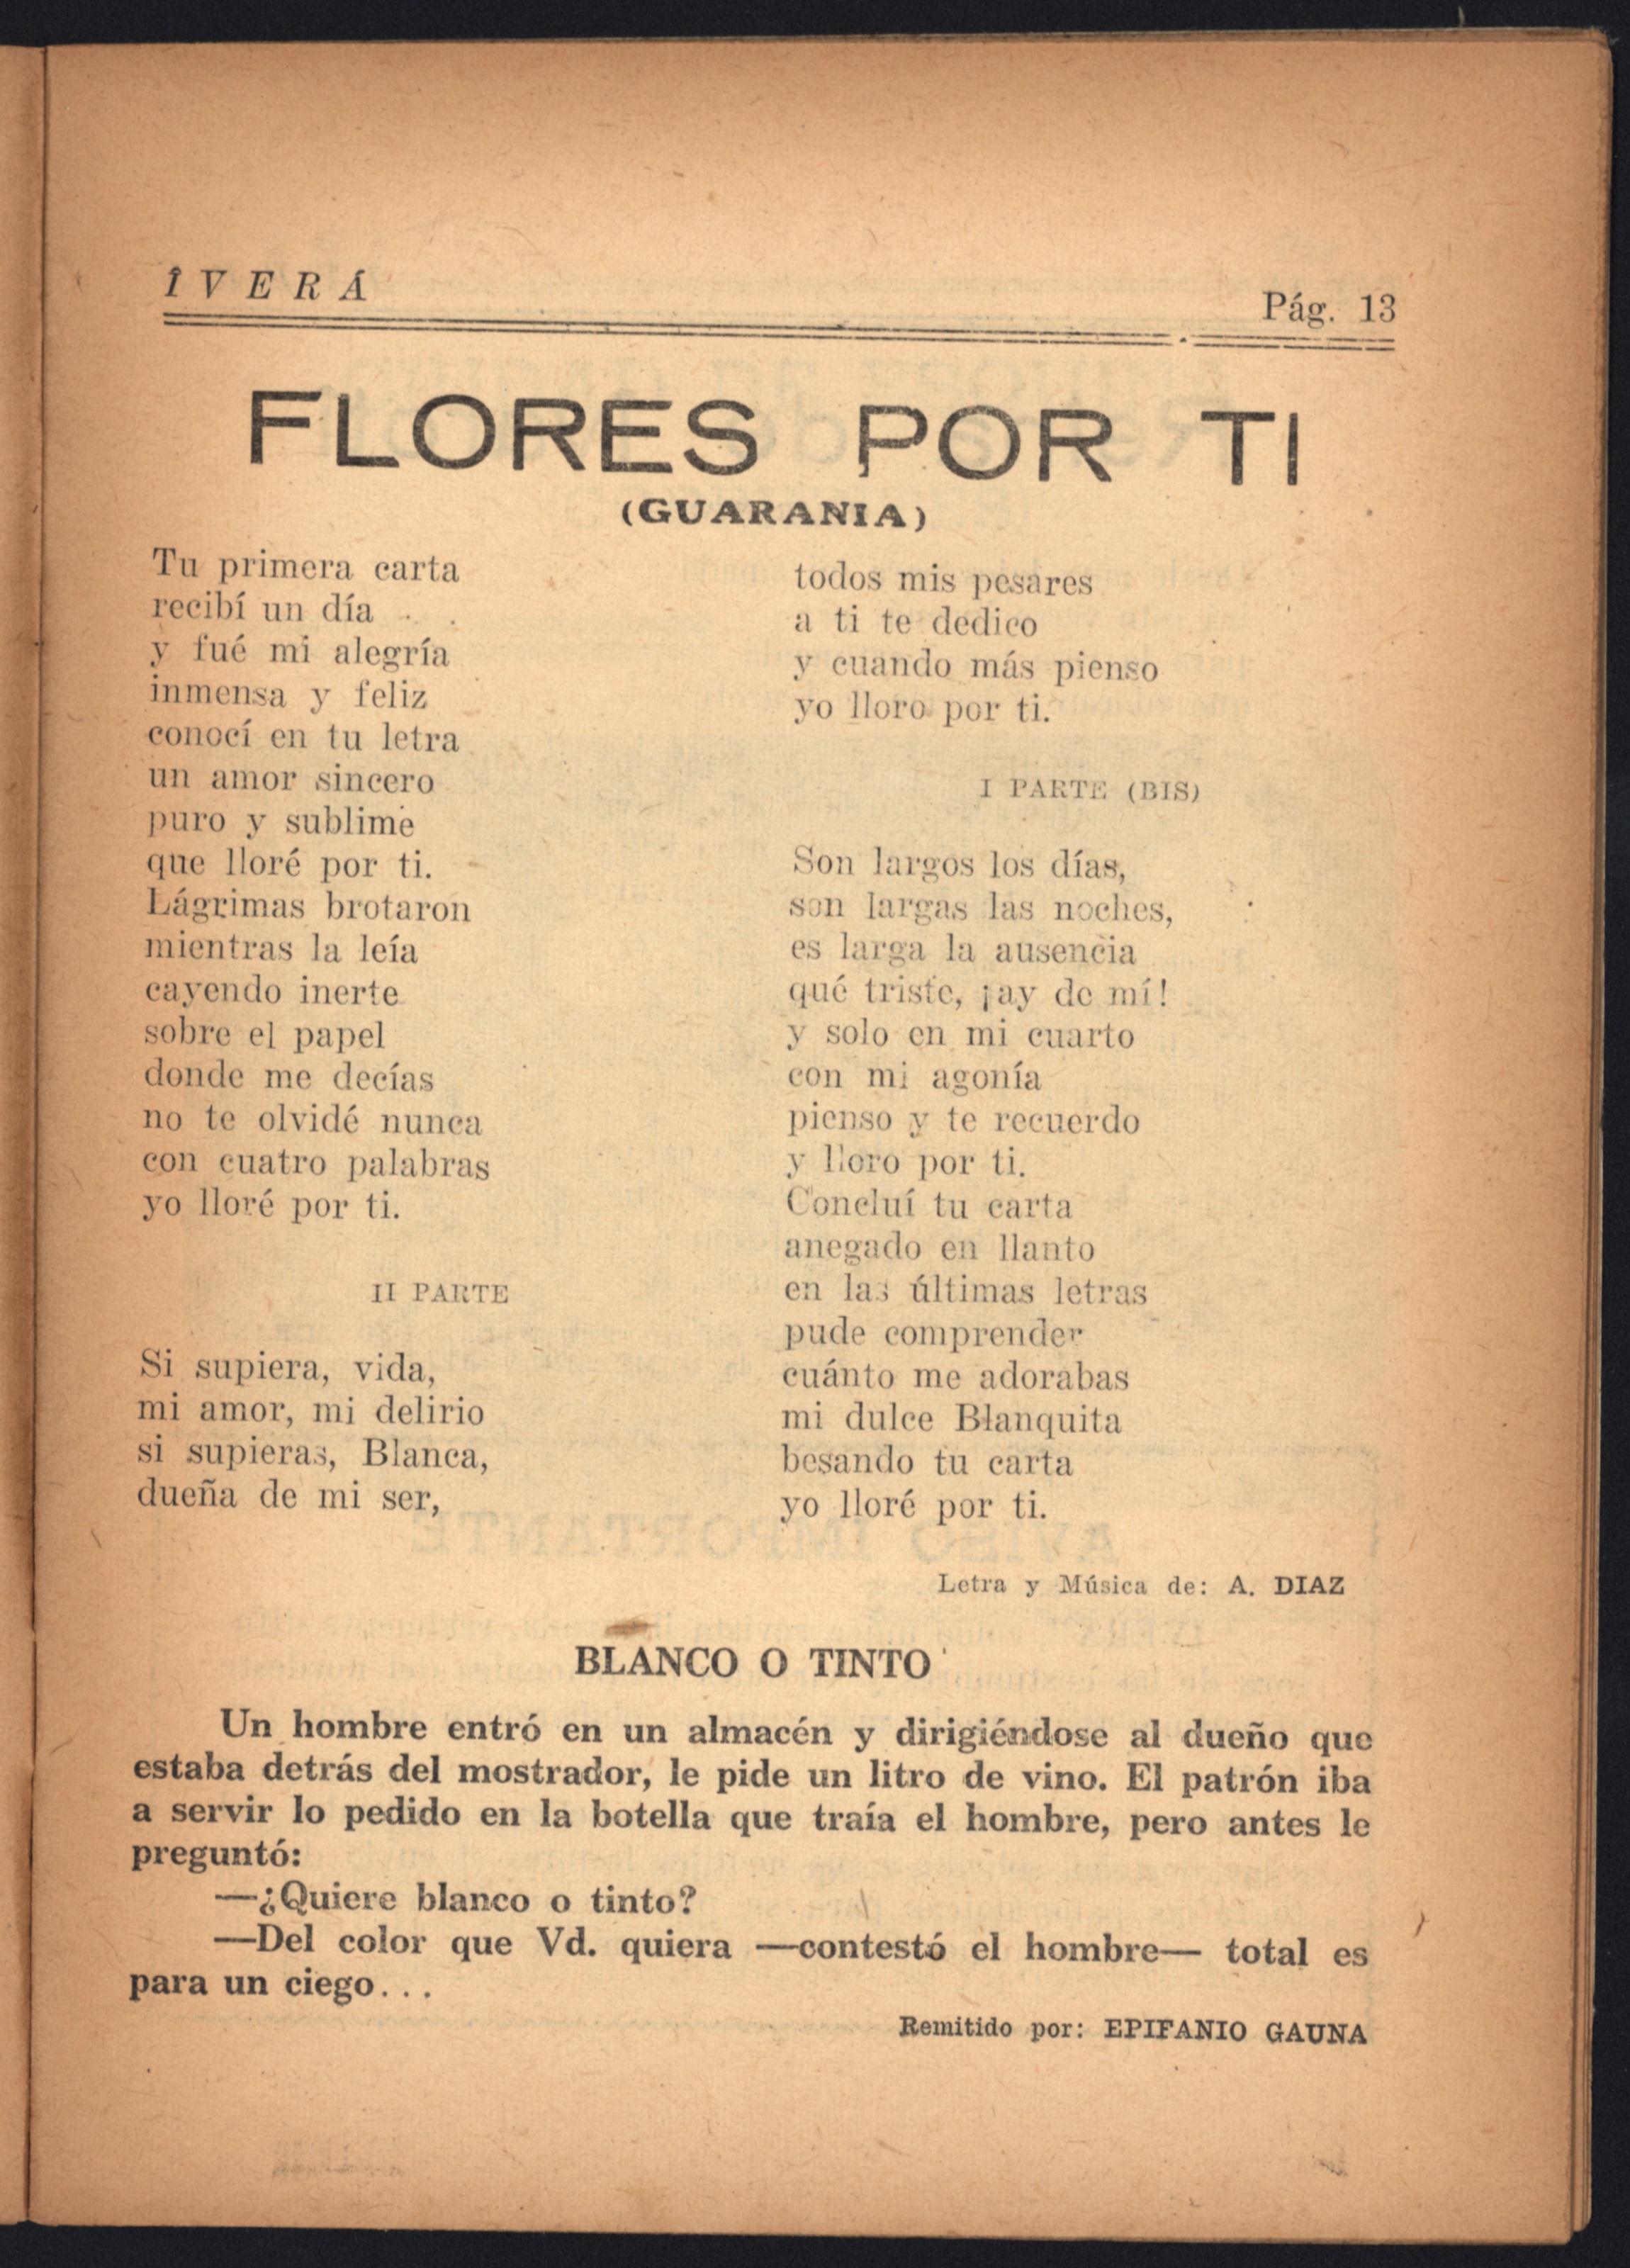 ÎVERÁ
Pág. 13
FLORES POR TI
(GUARANIA)
Tu primera carta
recibí un día
y fué mi alegría
inmensa y feliz
conocí en tu letra
un amor sincero
puro y sublime
que lloré por ti.
Lágrimas brotaron
mientras la leía
cayendo inerte
sobre el papel
donde me decías
no te olvidé nunca
con cuatro palabras
yo lloré por ti.
II PARTE
Si supiera, vida,
mi amor, mi delirio
si supieras, Blanca,
dueña de mi ser,
todos mis pesares
a ti te dedico
y cuando más pienso
yo lloro por ti.
I PARTE (BIS)
Son largos los días,
son largas las noches,
es larga la ausencia
qué triste, ¡ay de mí!
y solo en mi cuarto
con mi agonía
pienso y te recuerdo
y lloro por ti.
Concluí tu carta
anegado en llanto
en las últimas letras
pude comprender
cuánto me adorabas
mi dulce Blanquita
besando tu carta
yo lloré por ti.
Letra y Música de: A. DIAZ
BLANCO O TINTO
Un hombre entró en un almacén y dirigiéndose al dueño que
estaba detrás del mostrador, le pide un litro de vino. El patrón iba
a servir lo pedido en la botella que traía el hombre, pero antes le
preguntó:
—¿Quiere blanco o tinto?
—Del color que Vd. quiera —contestó el hombre— total es
para un ciego...
Remitido por: EPIFANIO GAUNA